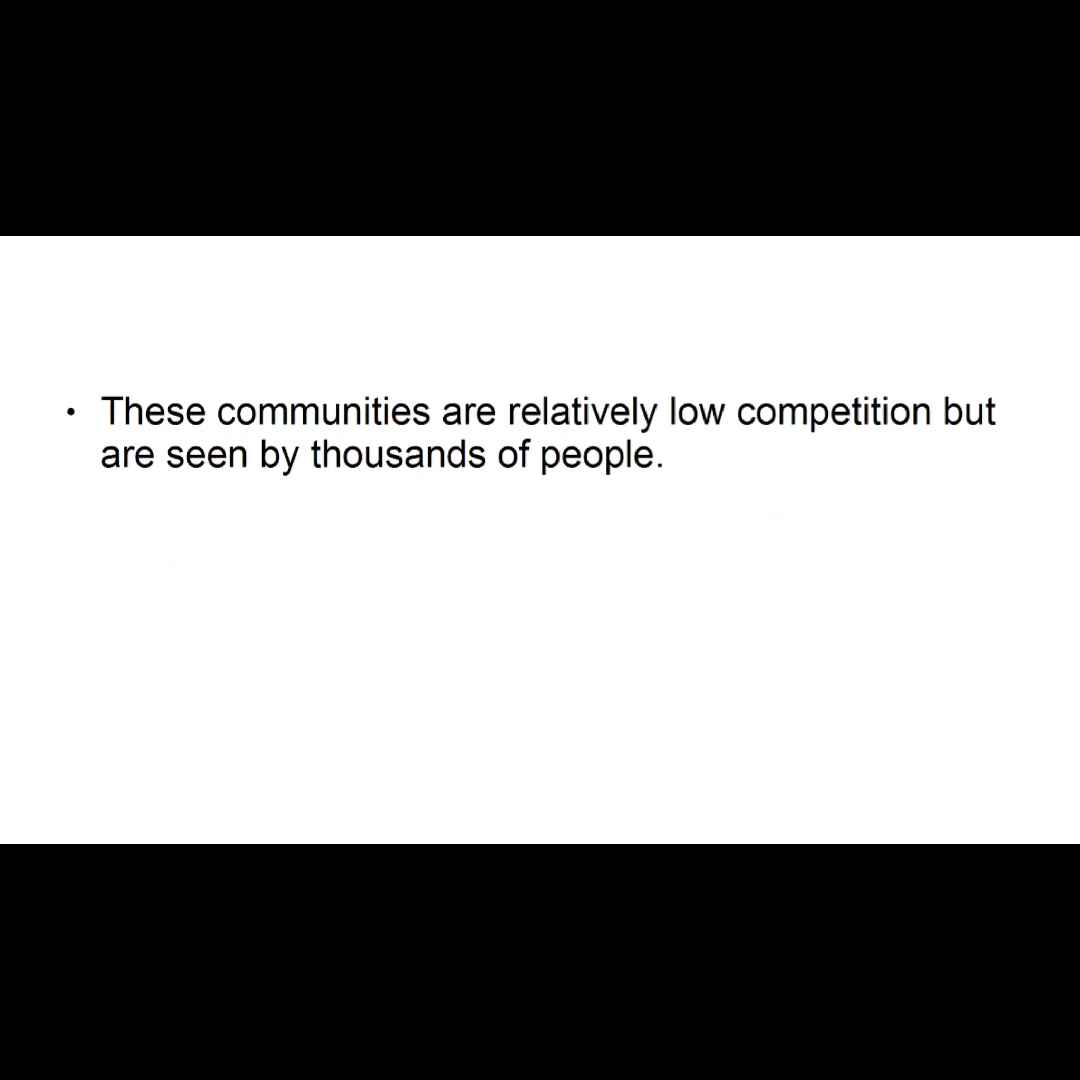 • These communities are relatively low competition but
are seen by thousands of people.